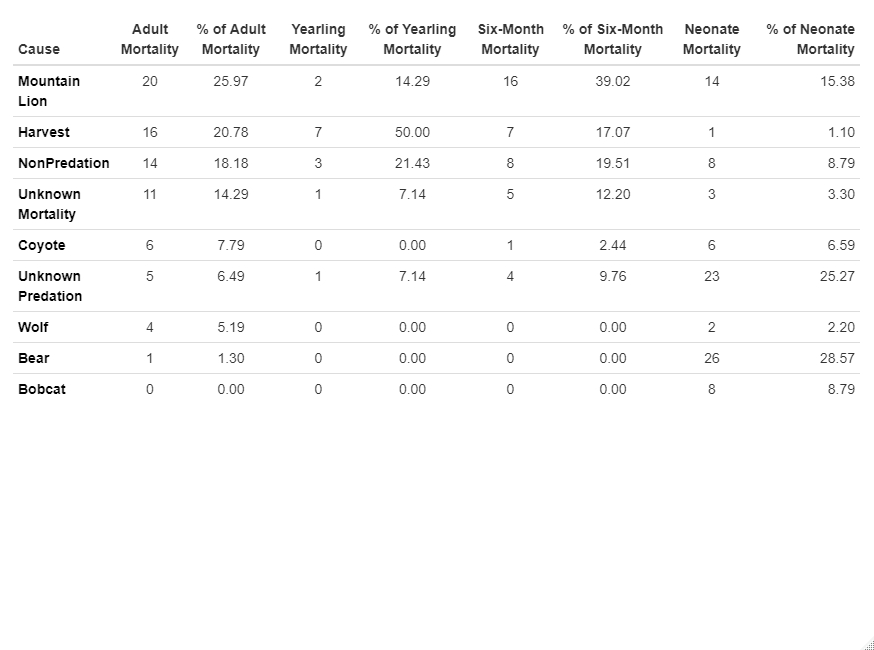 Adult % of Adult Yearling % of Yearling Six-Month % of Six-Month Neonate % of Neonate
Cause Mortality Mortality Mortality Mortality Mortality Mortality Mortality Mortality
Mountain 20 25.97 2 14.29 16 39.02 14 15.38
Lion
Harvest 16 20.78 7 50.00 7 17.07 1 1.10
NonPredation 14 18.18 3 21.43 8 19.51 8 8.79
Unknown 11 14.29 1 7.14 5 12.20 3 3.30
Mortality
Coyote 6 7.79 0 0.00 1 2.44 6 6.59
Unknown 5 6.49 1 7.14 4 9.76 23 25.27
Predation
Wolf 4 5.19 0 0.00 0 0.00 2 2.20
Bear 1 1.30 0 0.00 0 0.00 26 28.57
Bobcat 0 0.00 0 0.00 0 0.00 8 8.79